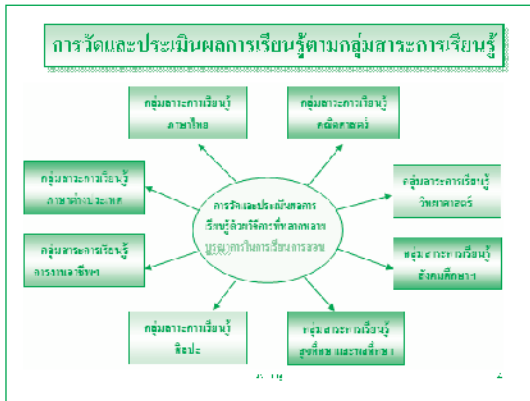 การวัดและประเมินผลการเรียนรู้ตามกลุ่มสาระการเรียนรู้
กลุ่มสาระการเรียนรู้
ภาษาไทย
กลุ่มสาระการเรียนรู้
คณิตศาสตร์
กลุ่มสาระการเรียนรู้
ภาษาต่างประเทศ
กลุ่มสาระการเรียนรู้
วิทยาศาสตร์
การวัดและประเมินผลการ
เรียนรู้ด้วยวิธีการที่หลากหลาย
บูรณาการในการเรียนการสอน
กลุ่มสาระการเรียนรู้
การงานอาชีพฯ
กลุ่มสาระการเรียนรู้
สังคมศึกษาฯ
กลุ่มสาระการเรียนรู้
ศิลปะ
กลุ่มสาระการเรียนรู้
สุขศึกษาและพลศึกษา